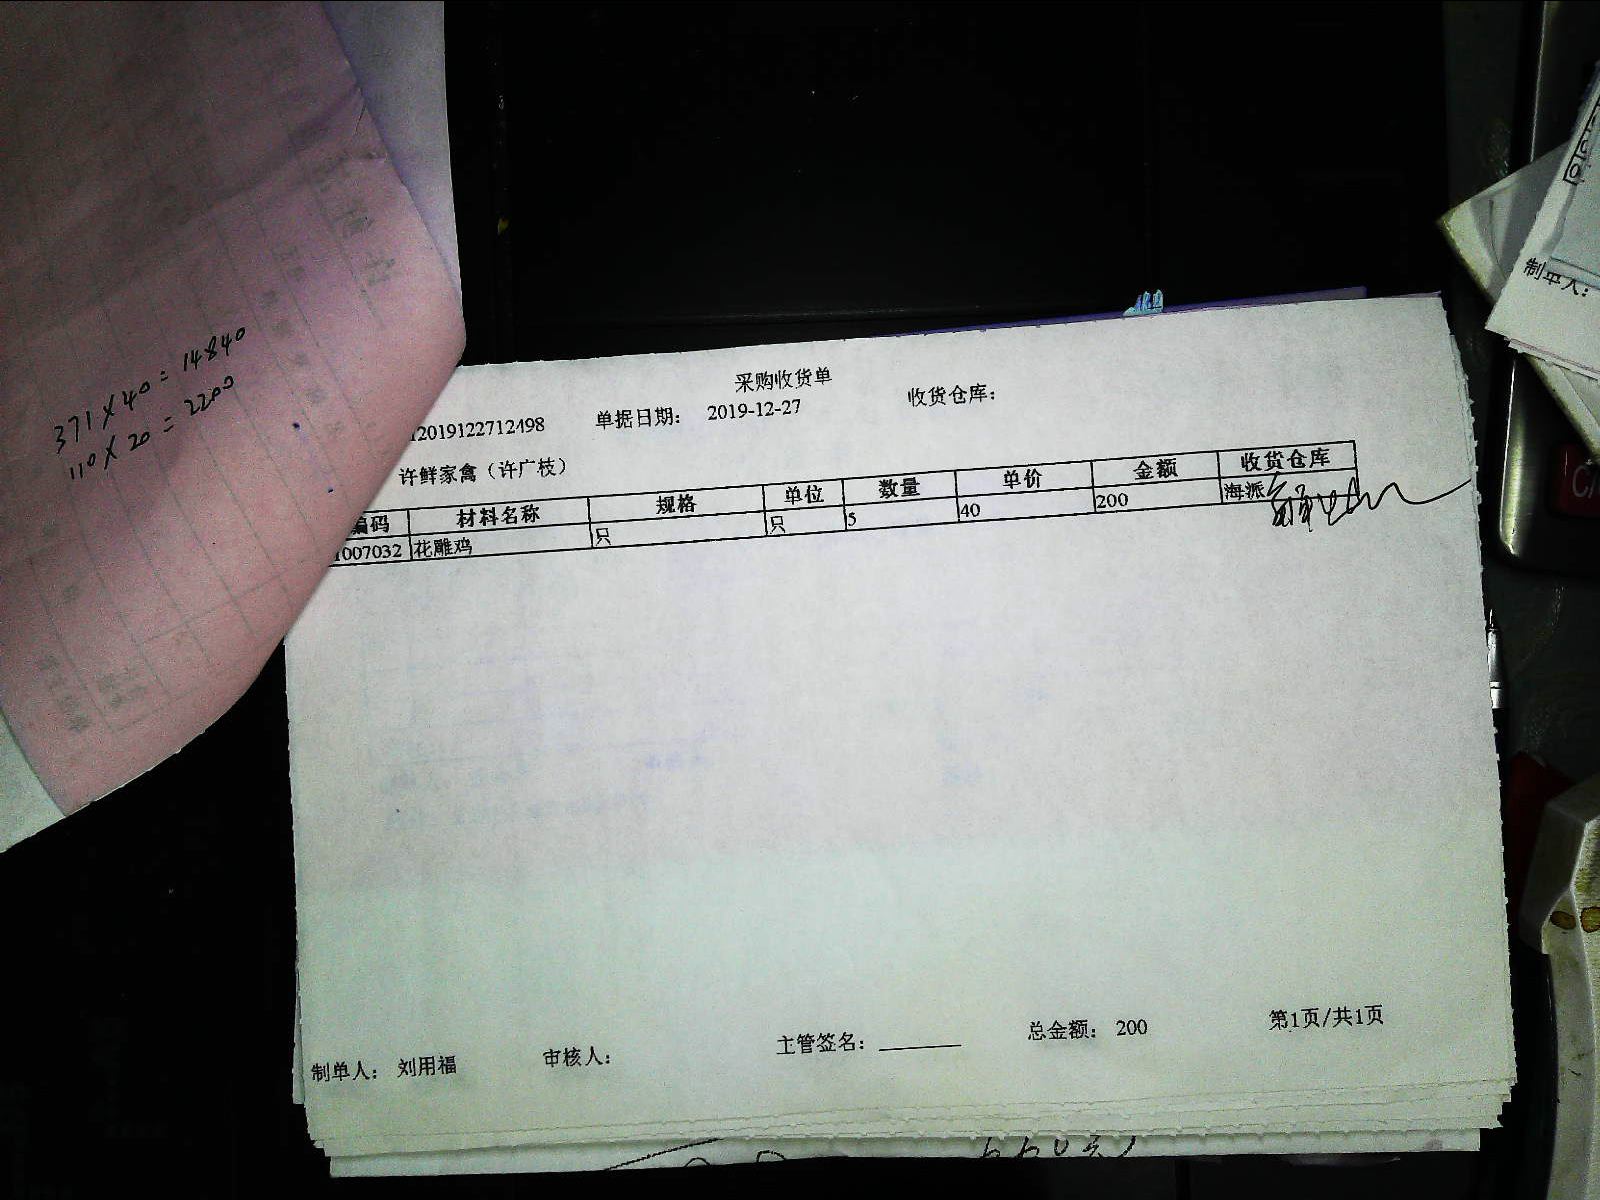 371×40=14840
110×20=2200
采购收货单
12019122712498 单据日期: 2019-12-27 收货仓库:
许鲜家禽（许广枝）
编码 材料名称 规格 单位 数量 单价 金额 收货仓库
1007032 花雕鸡 只 只 5 40 200 海派
制单人: 刘用福 审核人: 主管签名: 总金额: 200 第1页/共1页
制单人: